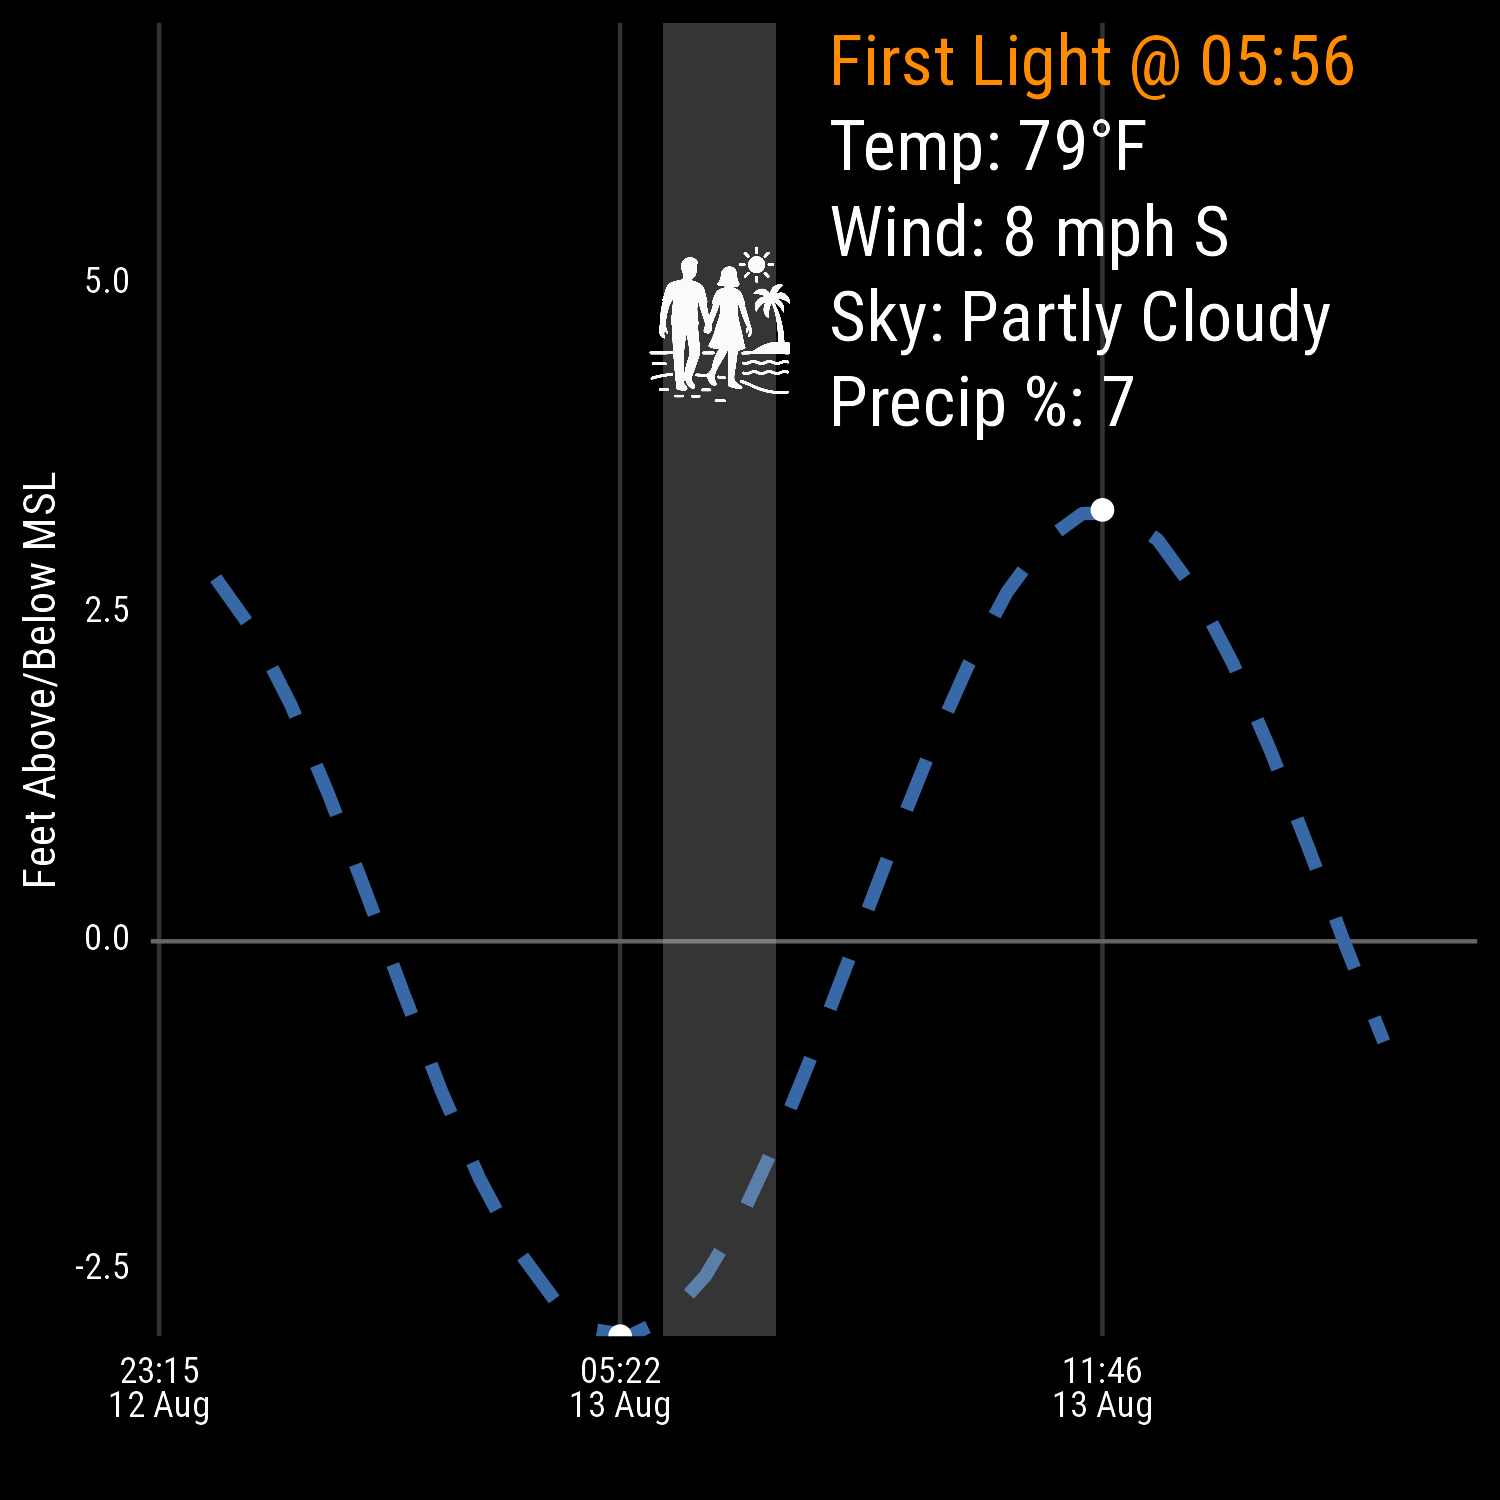 First Light @ 05:56
Temp: 79°F
Wind: 8 mph S
Sky: Partly Cloudy
Precip %: 7
Feet Above/Below MSL
5.0
2.5
0.0
-2.5
23:15
12 Aug
05:22
13 Aug
11:46
13 Aug